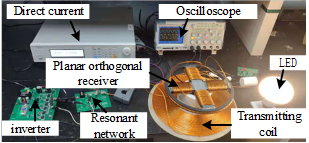 Direct current
Oscilloscope
Planar orthogonal
receiver
LED
inverter
Resonant
network
Transmitting
coil